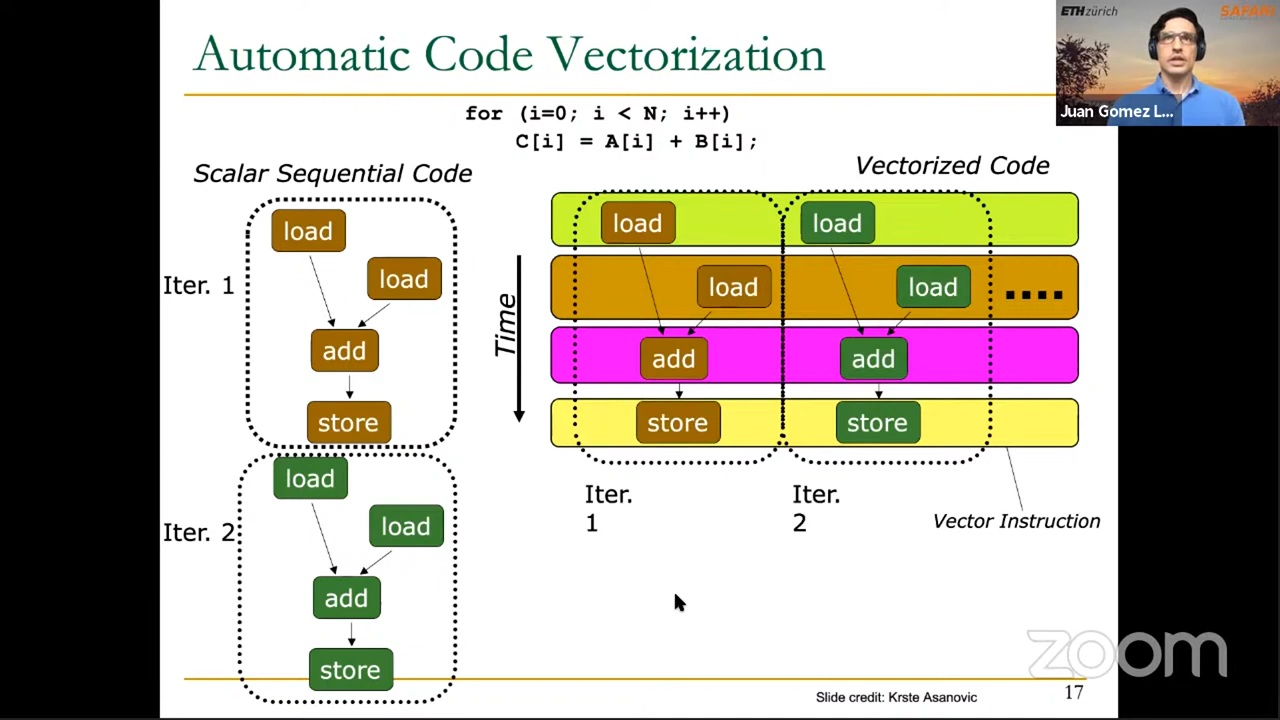 Automatic Code Vectorization
for (i=0; i < N; i++)
C[i] = A[i] + B[i];
Scalar Sequential Code
Iter. 1
load
load
add
store
Iter. 2
load
load
add
store
Time
Vectorized Code
load
load
load
load
....
add
add
store
store
Iter.
1
Iter.
2
Vector Instruction
Slide credit: Krste Asanovic
17
ETHzürich
SAFARI
Juan Gomez L...
zoom